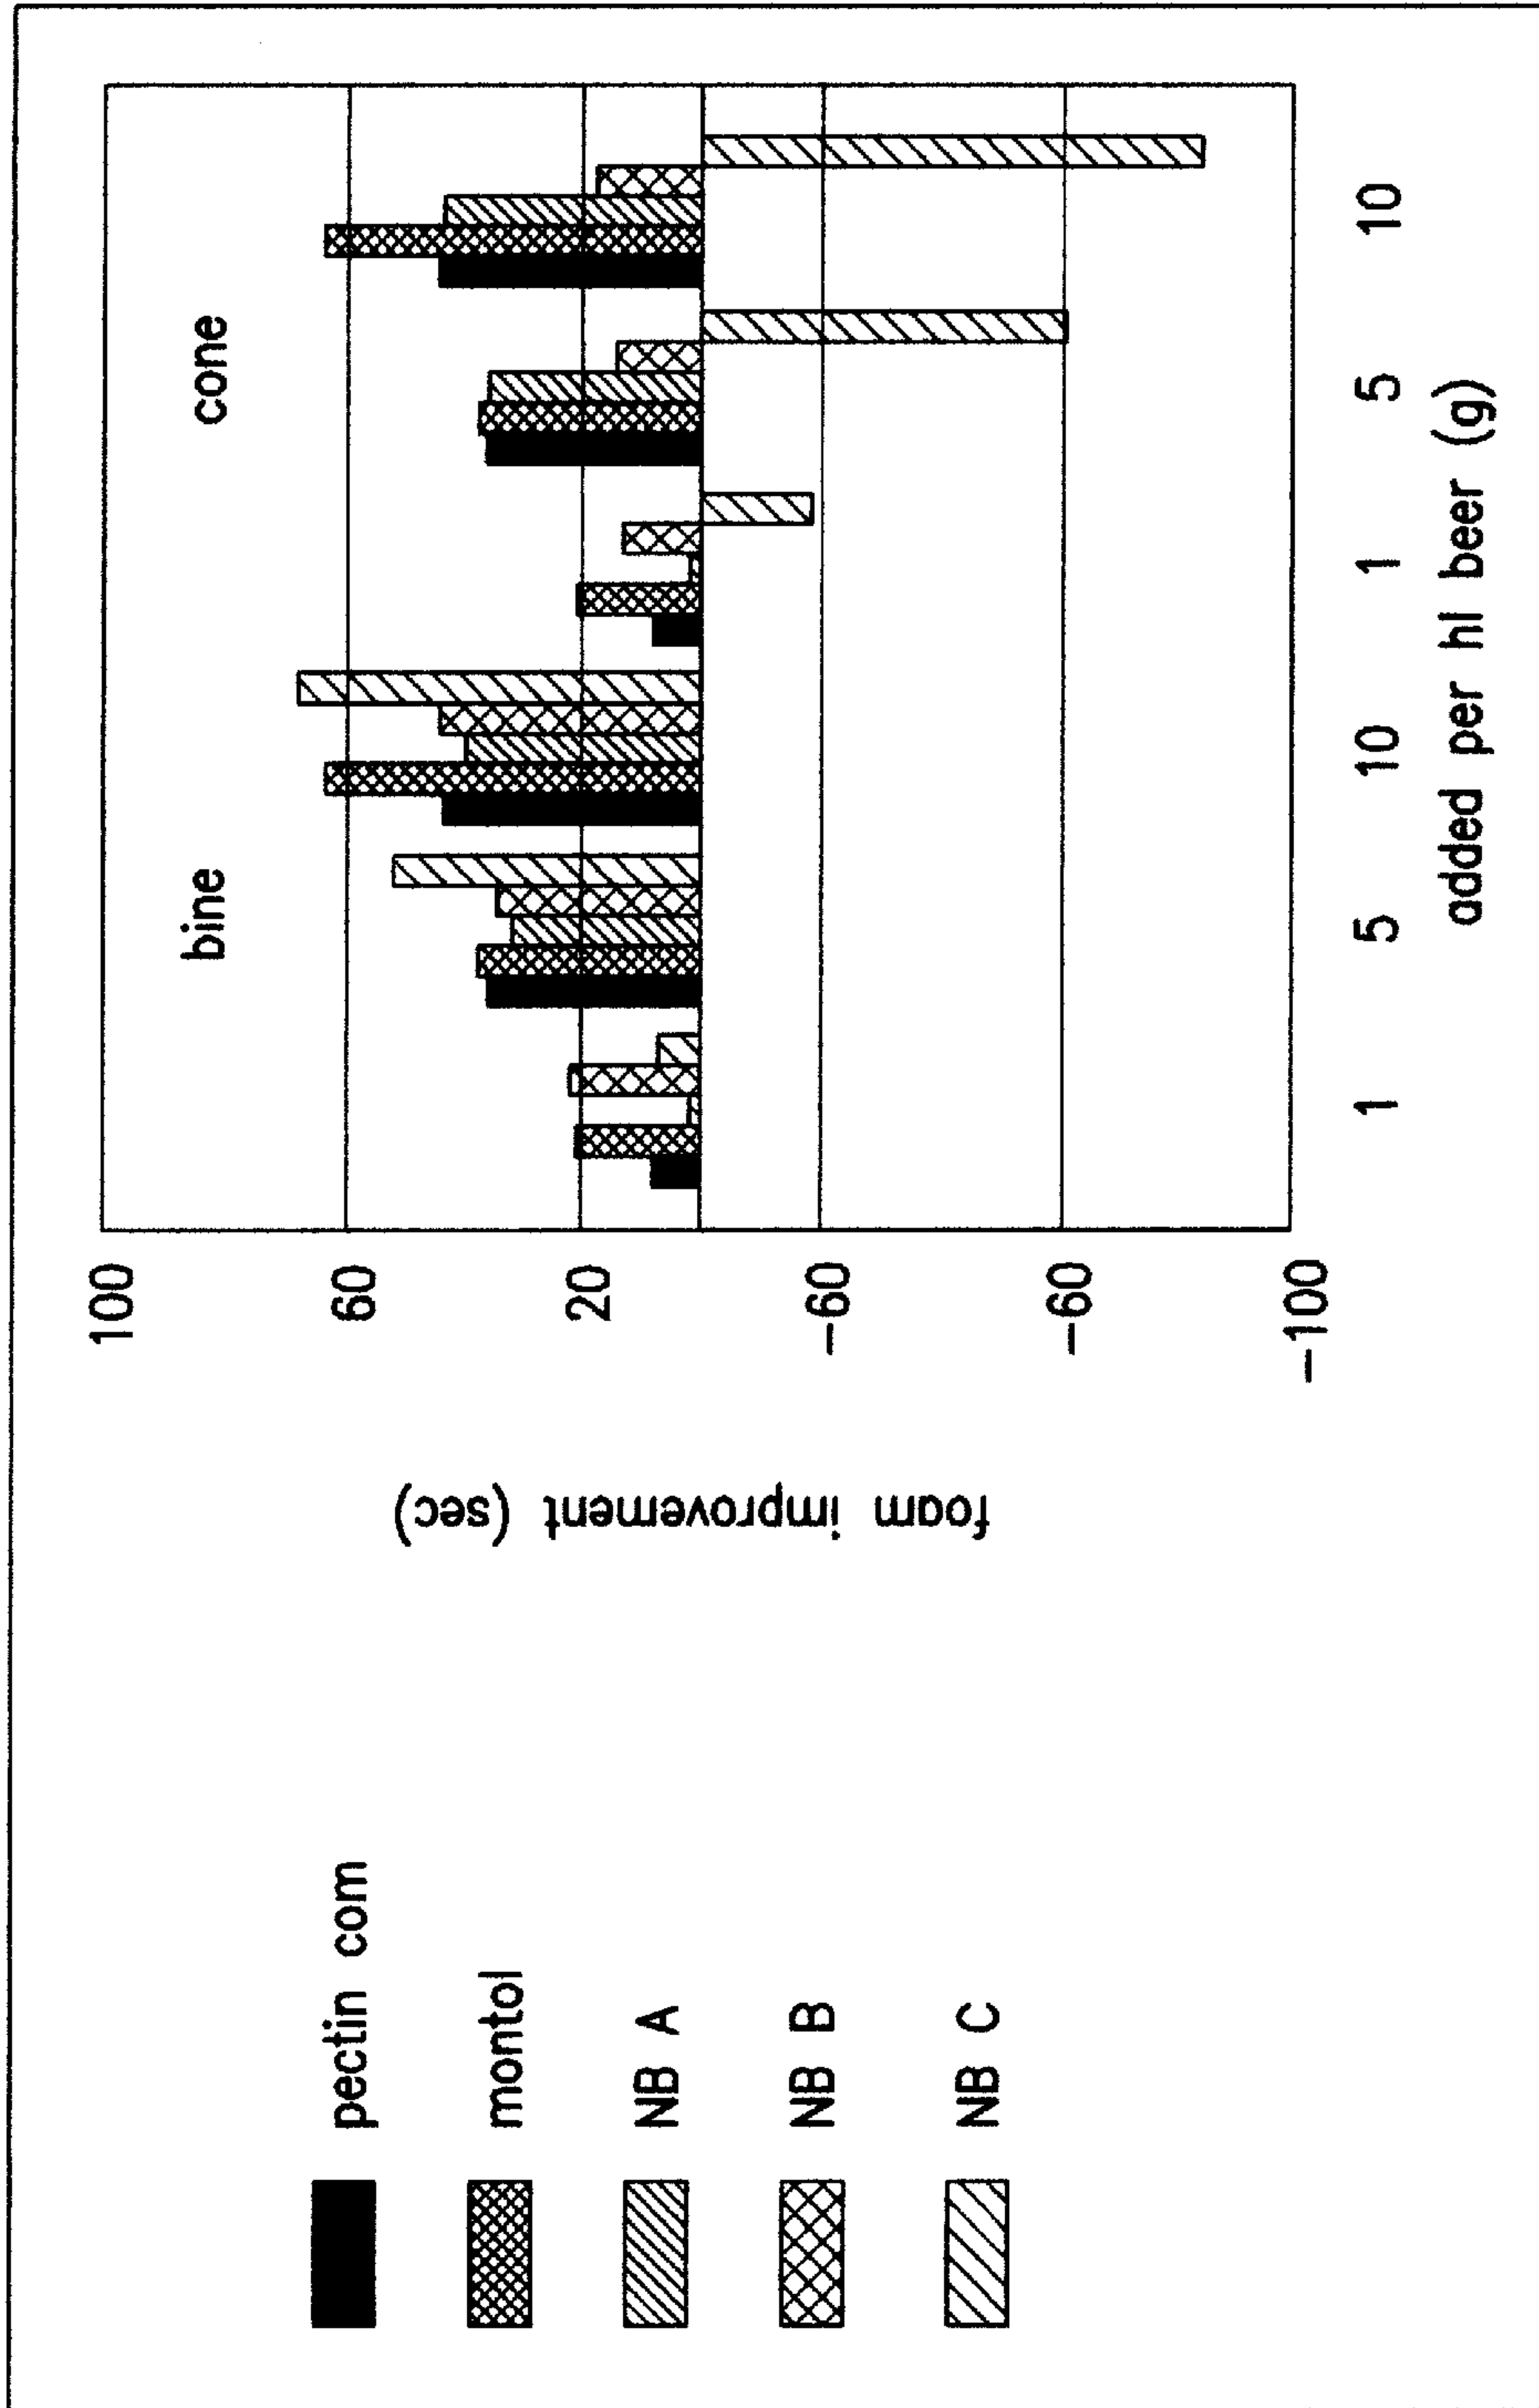 pectin com
montol
NB A
NB B
NB C
foam improvement (sec)
100
60
20
-60
-60
-100
bine
cone
1 5 10 1 5 10
added per hl beer (g)